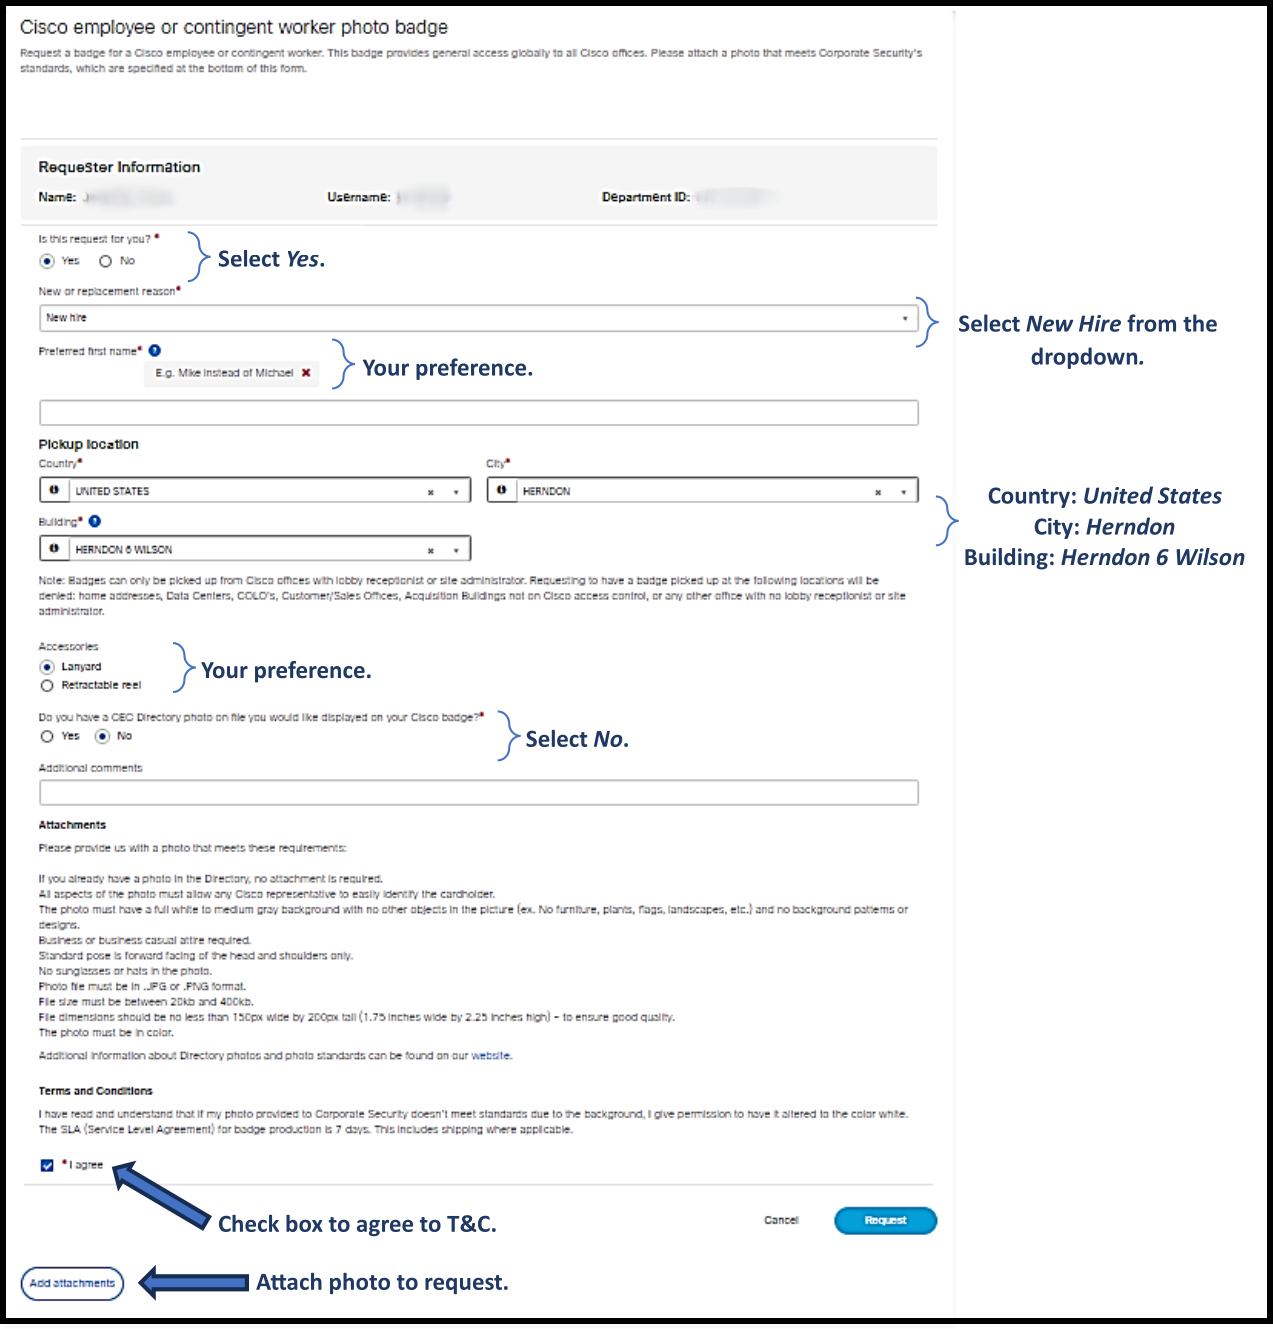 Cisco employee or contingent worker photo badge
Request a badge for a Cisco employee or contingent worker. This badge provides general access globally to all Cisco offices. Please attach a photo that meets Corporate Security's
standards, which are specified at the bottom of this form.
Requester Information
Name:
Username:
Department ID:
Is this request for you? *
Yes No
Select Yes.
New or replacement reason*
New hire
Select New Hire from the
dropdown.
Preferred first name*
E.g. Mike instead of Michael
Your preference.
Pickup location
Country* City*
UNITED STATES HERNDON
Building*
HERNDON 6 WILSON
Country: United States
City: Herndon
Building: Herndon 6 Wilson
Note: Badges can only be picked up from Cisco offices with lobby receptionist or site administrator. Requesting to have a badge picked up at the following locations will be
denied: home addresses, Data Centers, COLO's, Customer/Sales Offices, Acquisition Buildings not on Cisco access control, or any other office with no lobby receptionist or site
administrator.
Accessories
Lanyard
Retractable reel
Your preference.
Do you have a CEC Directory photo on file you would like displayed on your Cisco badge?*
Yes No
Select No.
Additional comments
Attachments
Please provide us with a photo that meets these requirements:
If you already have a photo in the Directory, no attachment is required.
All aspects of the photo must allow any Cisco representative to easily identify the cardholder.
The photo must have a full white to medium gray background with no other objects in the picture (ex. No furniture, plants, flags, landscapes, etc.) and no background patterns or
designs.
Business or business casual attire required.
Standard pose is forward facing of the head and shoulders only.
No sunglasses or hats in the photo.
Photo file must be in .JPG or .PNG format.
File size must be between 20kb and 400kb.
File dimensions should be no less than 150px wide by 200px tall (1.75 inches wide by 2.25 inches high) - to ensure good quality.
The photo must be in color.
Additional information about Directory photos and photo standards can be found on our website.
Terms and Conditions
I have read and understand that if my photo provided to Corporate Security doesn't meet standards due to the background, I give permission to have it altered to the color white.
The SLA (Service Level Agreement) for badge production is 7 days. This includes shipping where applicable.
* I agree
Check box to agree to T&C.
Cancel Request
Add attachments
Attach photo to request.